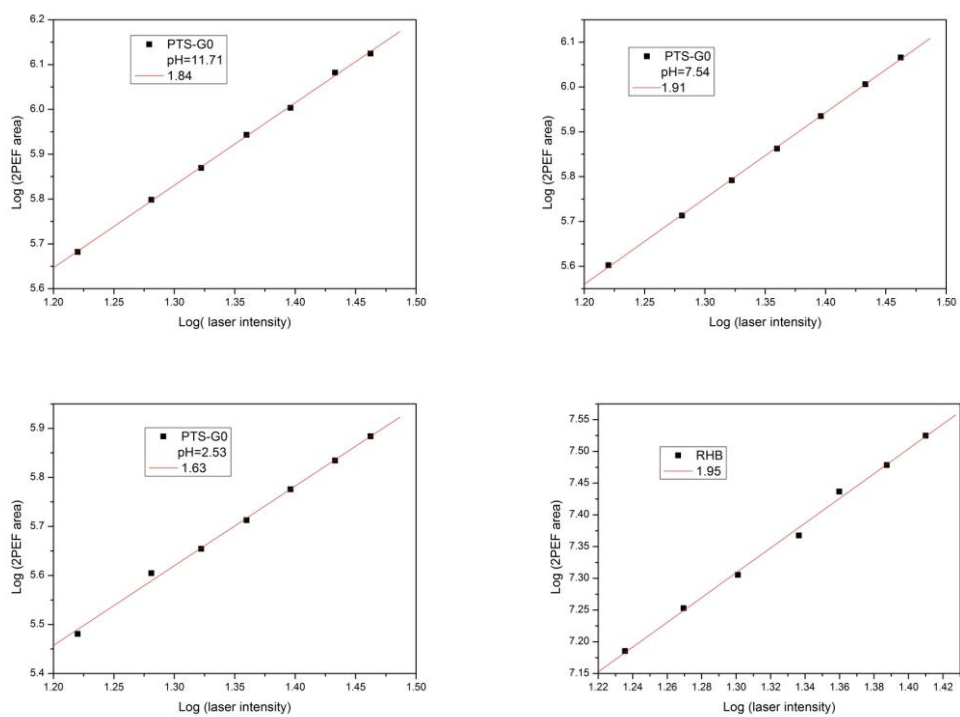 6.2
6.1
6.0
5.9
5.8
5.7
5.6
Log (2PEF area)
PTS-G0
pH=11.71
1.84
1.20 1.25 1.30 1.35 1.40 1.45 1.50
Log( laser intensity)
6.1
6.0
5.9
5.8
5.7
5.6
Log (2PEF area)
PTS-G0
pH=7.54
1.91
1.20 1.25 1.30 1.35 1.40 1.45 1.50
Log (laser intensity)
5.9
5.8
5.7
5.6
5.5
5.4
Log (2PEF area)
PTS-G0
pH=2.53
1.63
1.20 1.25 1.30 1.35 1.40 1.45 1.50
Log (laser intensity)
7.55
7.50
7.45
7.40
7.35
7.30
7.25
7.20
7.15
Log (2PEF area)
RHB
1.95
1.22 1.24 1.26 1.28 1.30 1.32 1.34 1.36 1.38 1.40 1.42
Log (laser intensity)